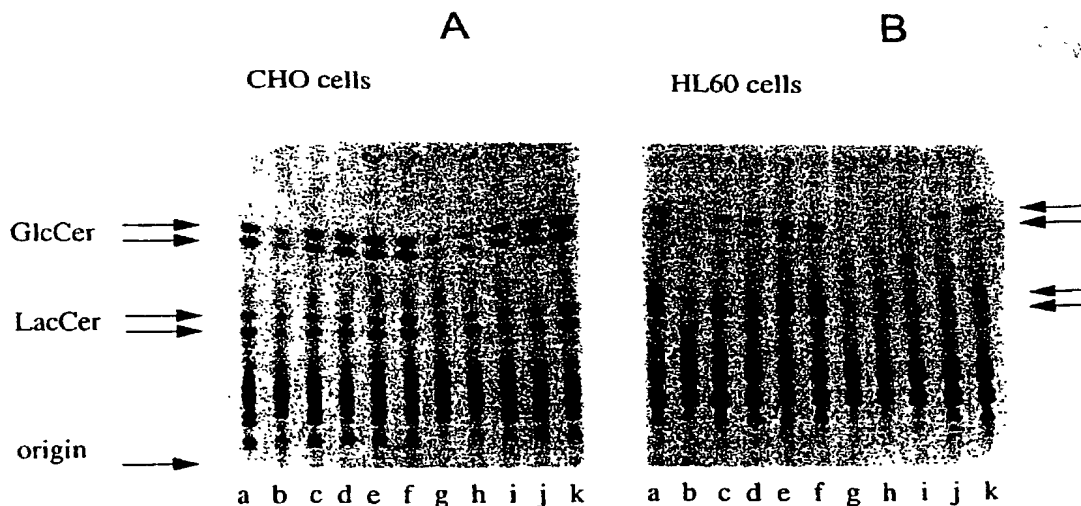 A
B
CHO cells
HL60 cells
GlcCer
LacCer
origin
a b c d e f g h i j k
a b c d e f g h i j k